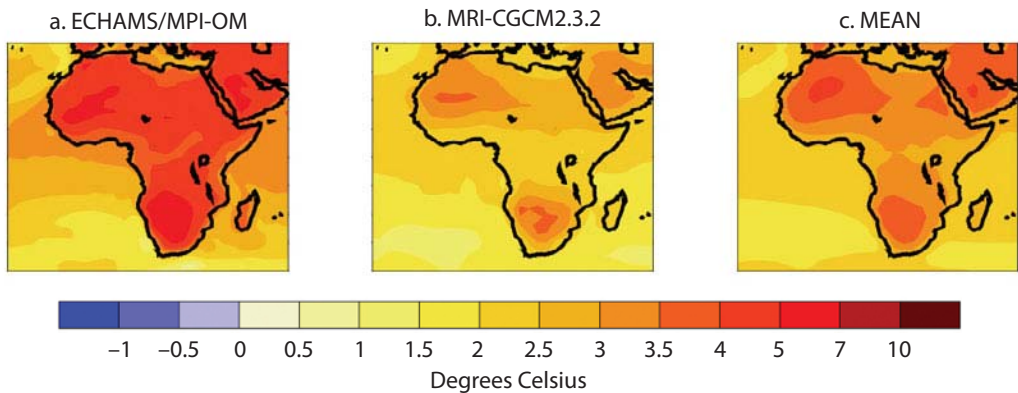 a. ECHAMS/MPI-OM b. MRI-CGCM2.3.2 c. MEAN
−1 −0.5 0 0.5 1 1.5 2 2.5 3 3.5 4 5 7 10
Degrees Celsius